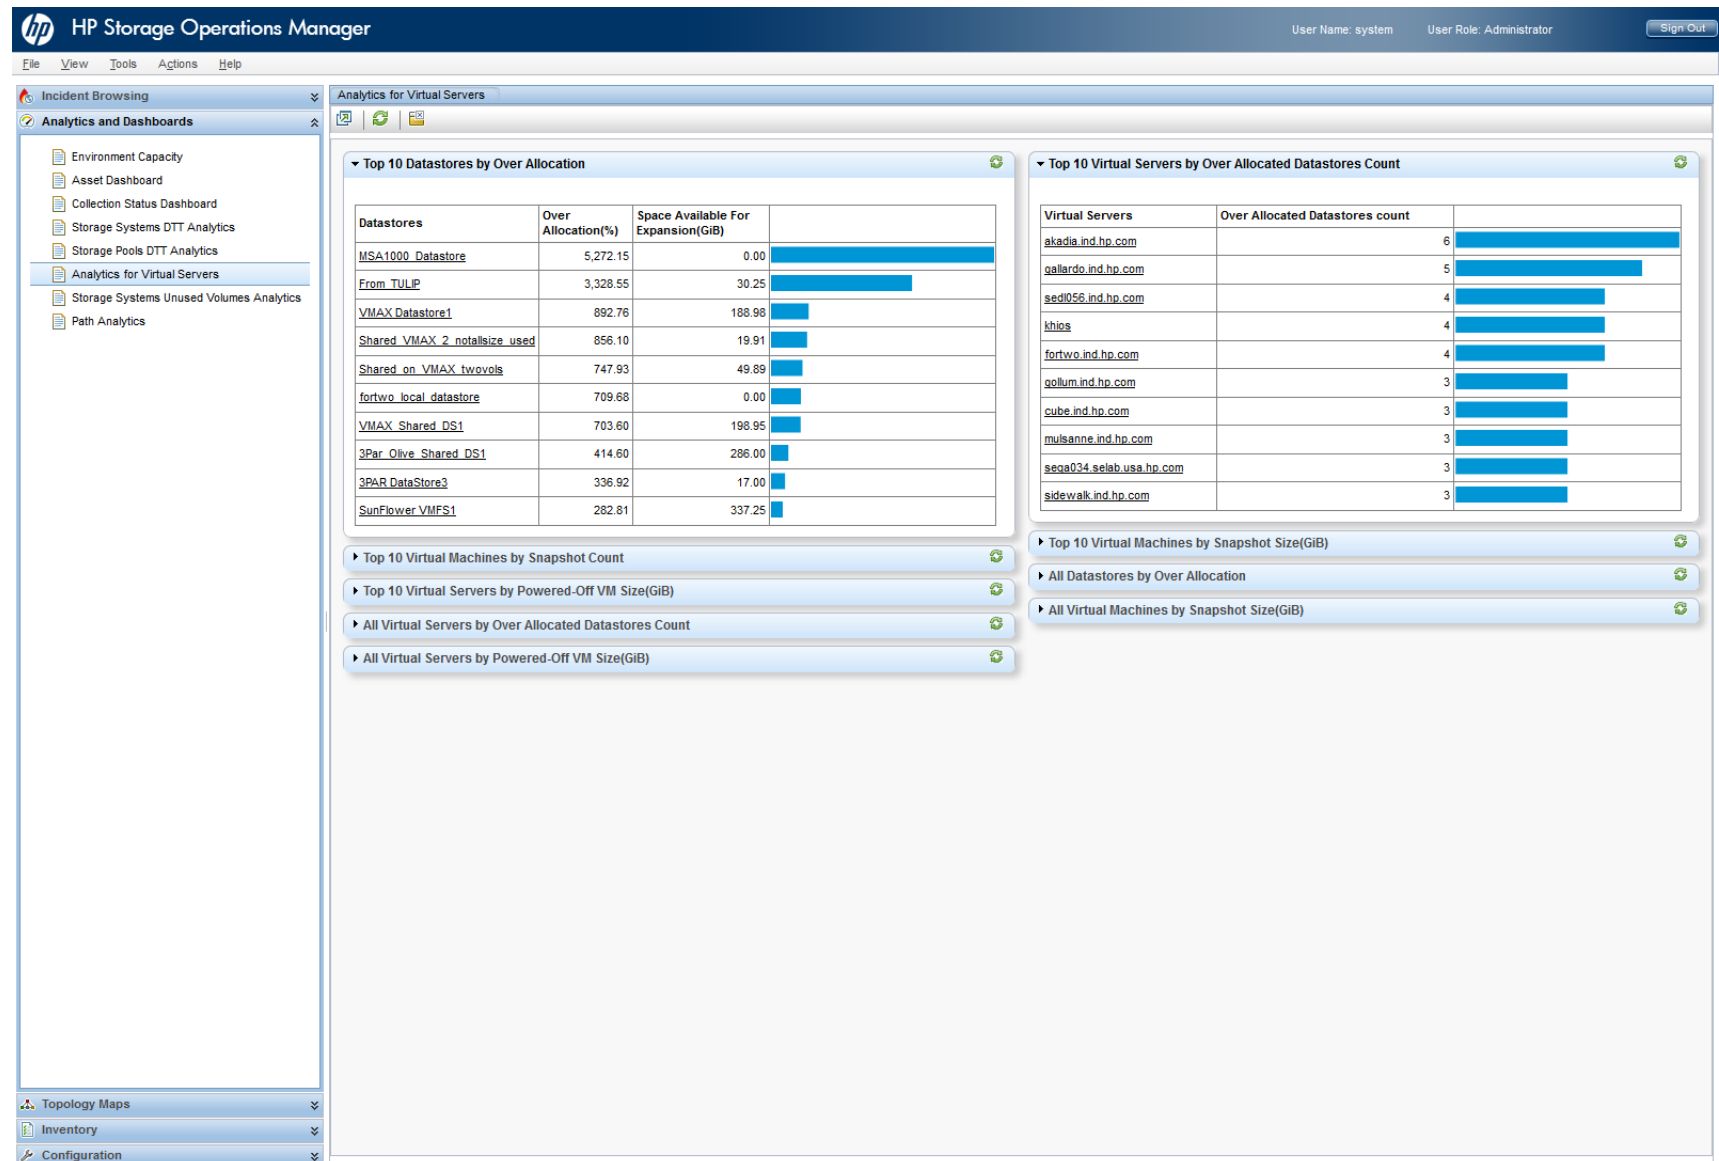 hp HP Storage Operations Manager User Name: system User Role: Administrator Sign Out
File View Tools Actions Help
Incident Browsing
Analytics and Dashboards
Environment Capacity
Asset Dashboard
Collection Status Dashboard
Storage Systems DTT Analytics
Storage Pools DTT Analytics
Analytics for Virtual Servers
Storage Systems Unused Volumes Analytics
Path Analytics
Topology Maps
Inventory
Configuration
Analytics for Virtual Servers
Top 10 Datastores by Over Allocation
Datastores Over Allocation(%) Space Available For Expansion(GiB)
MSA1000_Datastore 5,272.15 0.00
From_TULIP 3,328.55 30.25
VMAX Datastore1 892.76 188.98
Shared_VMAX_2_notallsize_used 856.10 19.91
Shared_on_VMAX_twovols 747.93 49.89
fortwo_local_datastore 709.68 0.00
VMAX_Shared_DS1 703.60 198.95
3Par_Olive_Shared_DS1 414.60 286.00
3PAR DataStore3 336.92 17.00
SunFlower VMFS1 282.81 337.25
Top 10 Virtual Machines by Snapshot Count
Top 10 Virtual Servers by Powered-Off VM Size(GiB)
All Virtual Servers by Over Allocated Datastores Count
All Virtual Servers by Powered-Off VM Size(GiB)
Top 10 Virtual Servers by Over Allocated Datastores Count
Virtual Servers Over Allocated Datastores count
akadia.ind.hp.com 6
gallardo.ind.hp.com 5
sedl056.ind.hp.com 4
khios 4
fortwo.ind.hp.com 4
gollum.ind.hp.com 3
cube.ind.hp.com 3
mulsanne.ind.hp.com 3
sega034.selab.usa.hp.com 3
sidewalk.ind.hp.com 3
Top 10 Virtual Machines by Snapshot Size(GiB)
All Datastores by Over Allocation
All Virtual Machines by Snapshot Size(GiB)